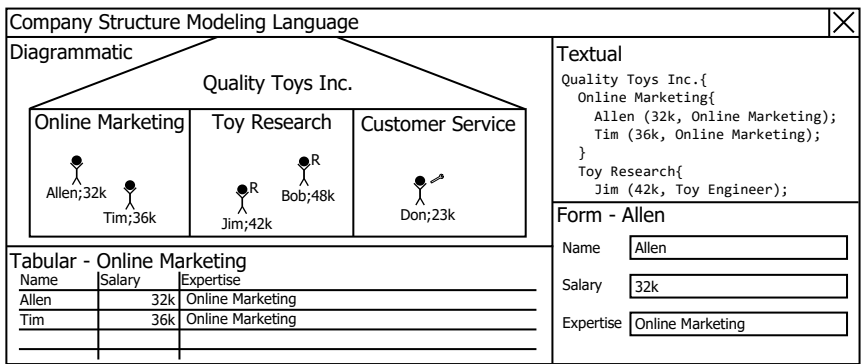 Company Structure Modeling Language
Diagrammatic
Quality Toys Inc.
Online Marketing
Toy Research
Customer Service
Allen;32k
Tim;36k
R
Jim;42k
R
Bob;48k
Don;23k
Textual
Quality Toys Inc.{
Online Marketing{
Allen (32k, Online Marketing);
Tim (36k, Online Marketing);
}
Toy Research{
Jim (42k, Toy Engineer);
Tabular - Online Marketing
Name Salary Expertise
Allen 32k Online Marketing
Tim 36k Online Marketing
Form - Allen
Name Allen
Salary 32k
Expertise Online Marketing